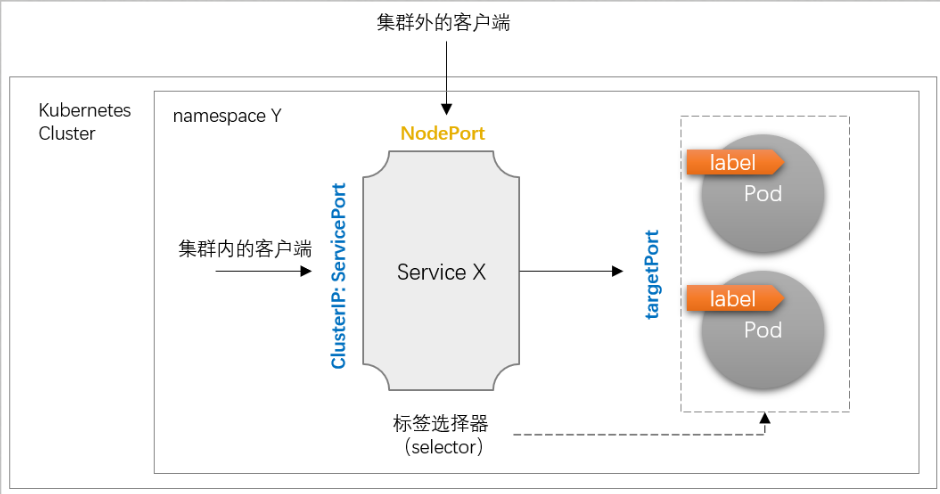 集群外的客户端
Kubernetes
Cluster
namespace Y
NodePort
集群内的客户端
ClusterIP: ServicePort
Service X
targetPort
label
Pod
label
Pod
标签选择器
（selector）